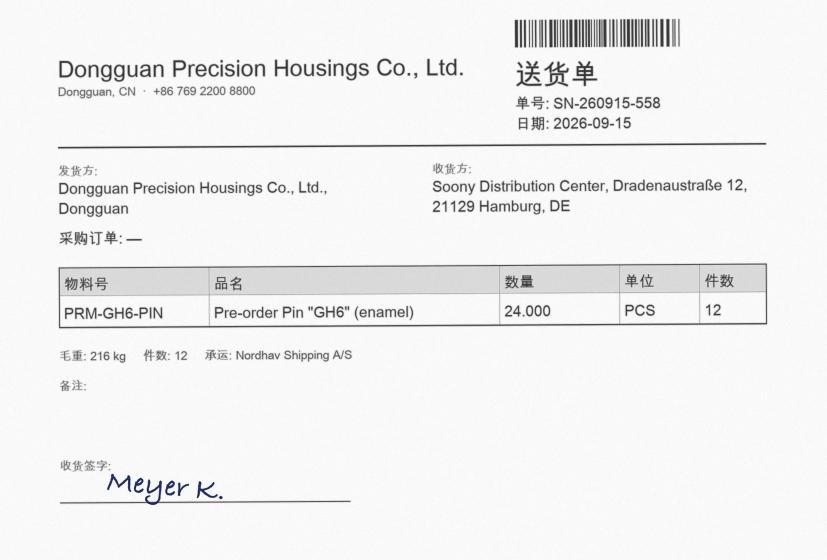 Dongguan Precision Housings Co., Ltd.
Dongguan, CN · +86 769 2200 8800
送货单
单号: SN-260915-558
日期: 2026-09-15
发货方:
Dongguan Precision Housings Co., Ltd.,
Dongguan
收货方:
Soony Distribution Center, Dradenaustraße 12,
21129 Hamburg, DE
采购订单: —
物料号 品名 数量 单位 件数
PRM-GH6-PIN Pre-order Pin "GH6" (enamel) 24.000 PCS 12
毛重: 216 kg 件数: 12 承运: Nordhav Shipping A/S
备注:
收货签字:
Meyer K.